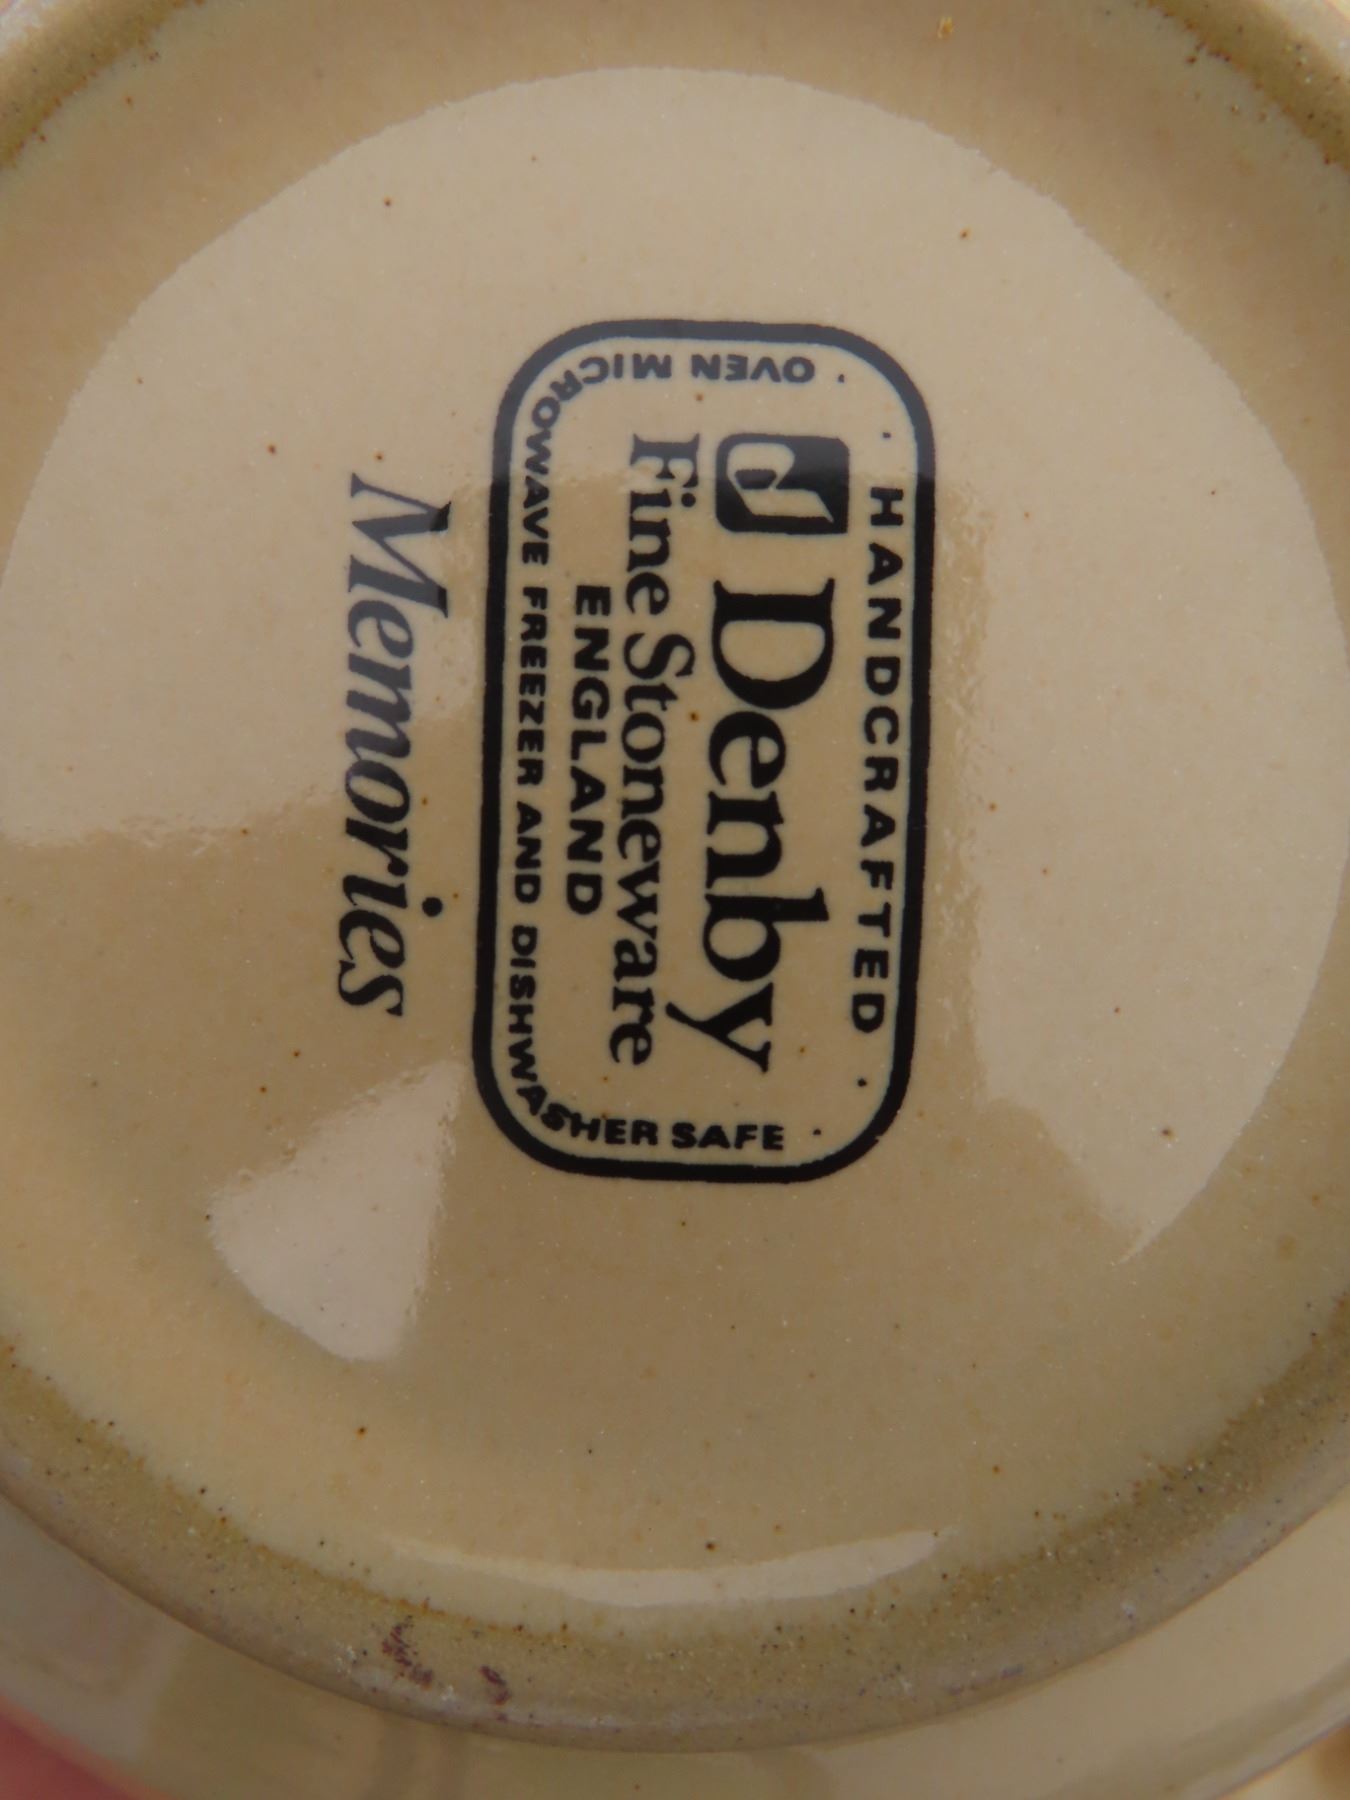 HANDCRAFTED
Denby
Fine Stoneware
ENGLAND
· OVEN MICROWAVE FREEZER AND DISHWASHER SAFE ·
Memories